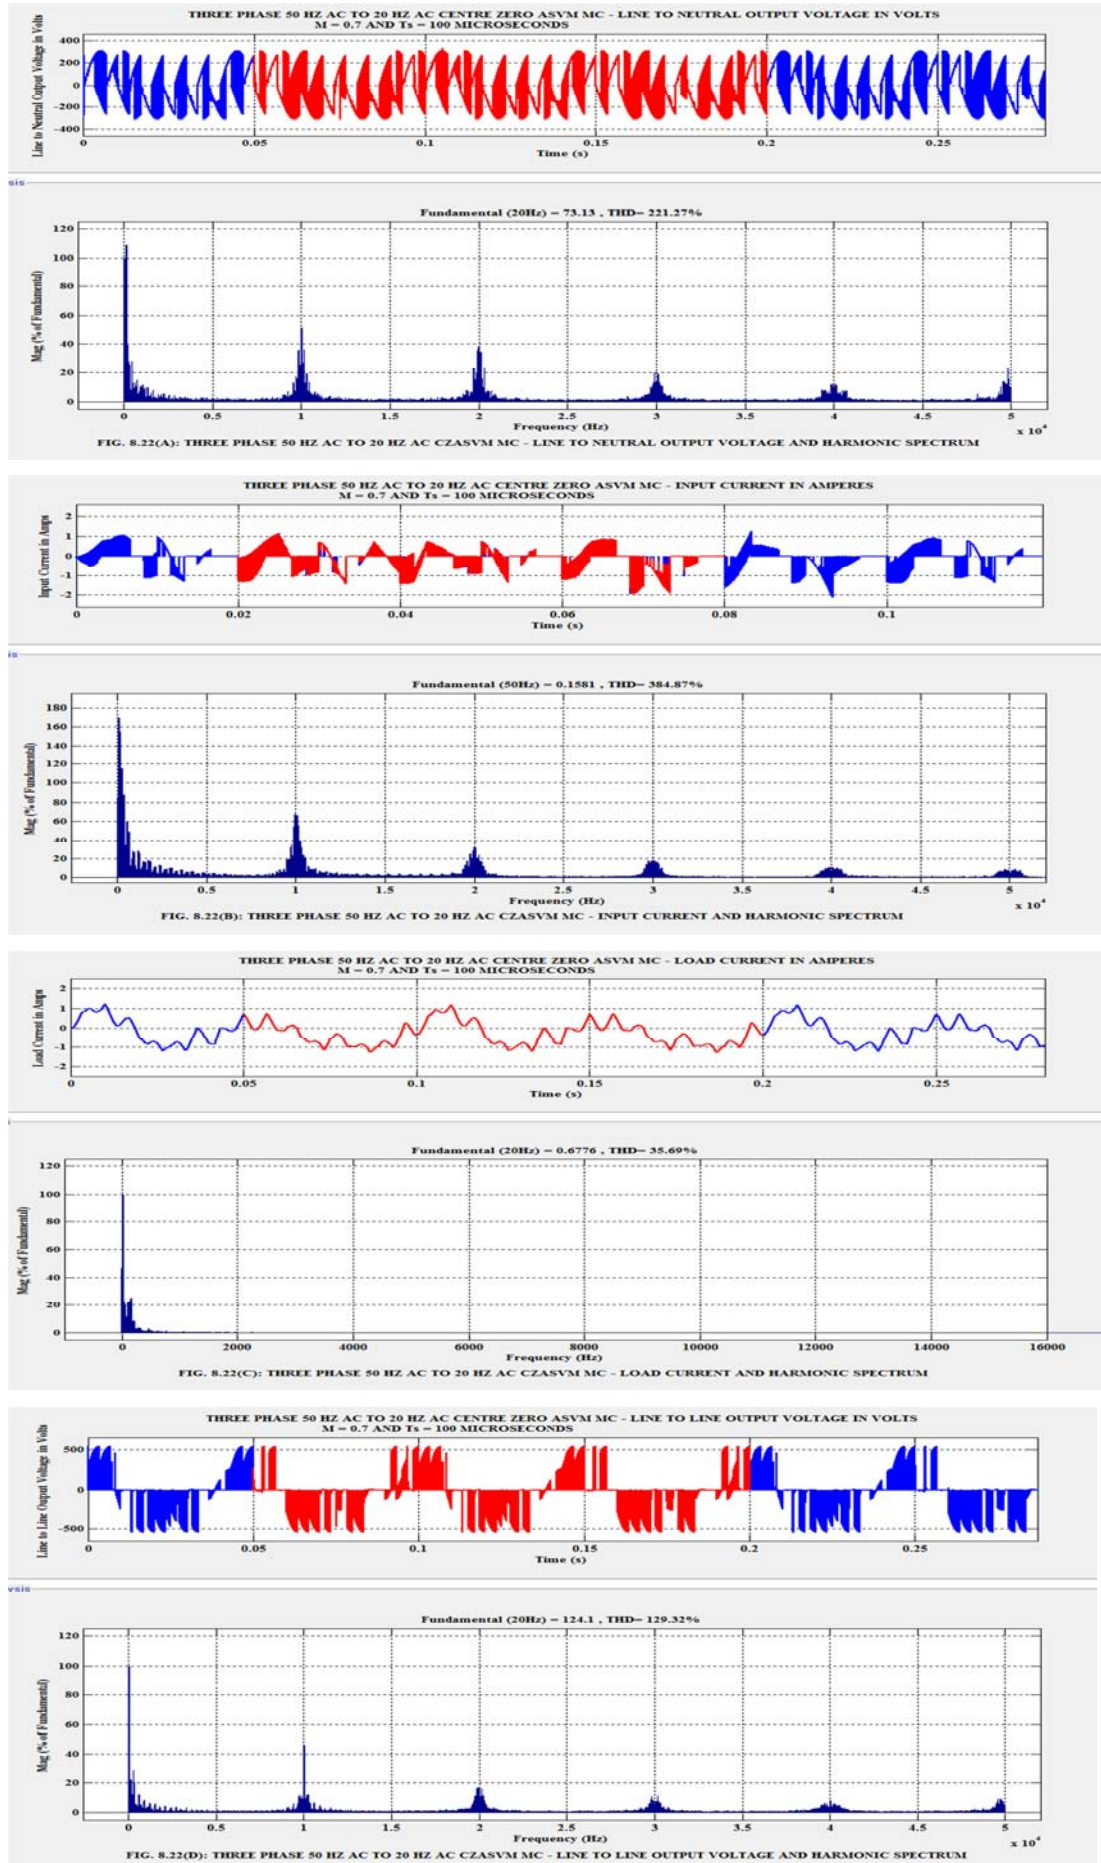 THREE PHASE 50 HZ AC TO 20 HZ AC CENTRE ZERO ASVM MC - LINE TO NEUTRAL OUTPUT VOLTAGE IN VOLTS
M = 0.7 AND Ts = 100 MICROSECONDS
Line to Neutral Output Voltage in Volts
400
200
0
-200
-400
0 0.05 0.1 0.15 0.2 0.25
Time (s)
sis
Fundamental (20Hz) = 73.13 , THD= 221.27%
Mag (% of Fundamental)
120
100
80
60
40
20
0
0 0.5 1 1.5 2 2.5 3 3.5 4 4.5 5
Frequency (Hz)
x 10^4
FIG. 8.22(A): THREE PHASE 50 HZ AC TO 20 HZ AC CZASVM MC - LINE TO NEUTRAL OUTPUT VOLTAGE AND HARMONIC SPECTRUM
THREE PHASE 50 HZ AC TO 20 HZ AC CENTRE ZERO ASVM MC - INPUT CURRENT IN AMPERES
M = 0.7 AND Ts = 100 MICROSECONDS
Input Current in Amps
2
1
0
-1
-2
0 0.02 0.04 0.06 0.08 0.1
Time (s)
is
Fundamental (50Hz) = 0.1581 , THD= 384.87%
Mag (% of Fundamental)
180
160
140
120
100
80
60
40
20
0
0 0.5 1 1.5 2 2.5 3 3.5 4 4.5 5
Frequency (Hz)
x 10^4
FIG. 8.22(B): THREE PHASE 50 HZ AC TO 20 HZ AC CZASVM MC - INPUT CURRENT AND HARMONIC SPECTRUM
THREE PHASE 50 HZ AC TO 20 HZ AC CENTRE ZERO ASVM MC - LOAD CURRENT IN AMPERES
M = 0.7 AND Ts = 100 MICROSECONDS
Load Current in Amps
2
1
0
-1
-2
0 0.05 0.1 0.15 0.2 0.25
Time (s)
Fundamental (20Hz) = 0.6776 , THD= 35.69%
Mag (% of Fundamental)
120
100
80
60
40
20
0
0 2000 4000 6000 8000 10000 12000 14000 16000
Frequency (Hz)
FIG. 8.22(C): THREE PHASE 50 HZ AC TO 20 HZ AC CZASVM MC - LOAD CURRENT AND HARMONIC SPECTRUM
THREE PHASE 50 HZ AC TO 20 HZ AC CENTRE ZERO ASVM MC - LINE TO LINE OUTPUT VOLTAGE IN VOLTS
M = 0.7 AND Ts = 100 MICROSECONDS
Line to Line Output Voltage in Volts
500
0
-500
0 0.05 0.1 0.15 0.2 0.25
Time (s)
ysis
Fundamental (20Hz) = 124.1 , THD= 129.32%
Mag (% of Fundamental)
120
100
80
60
40
20
0
0 0.5 1 1.5 2 2.5 3 3.5 4 4.5 5
Frequency (Hz)
x 10^4
FIG. 8.22(D): THREE PHASE 50 HZ AC TO 20 HZ AC CZASVM MC - LINE TO LINE OUTPUT VOLTAGE AND HARMONIC SPECTRUM